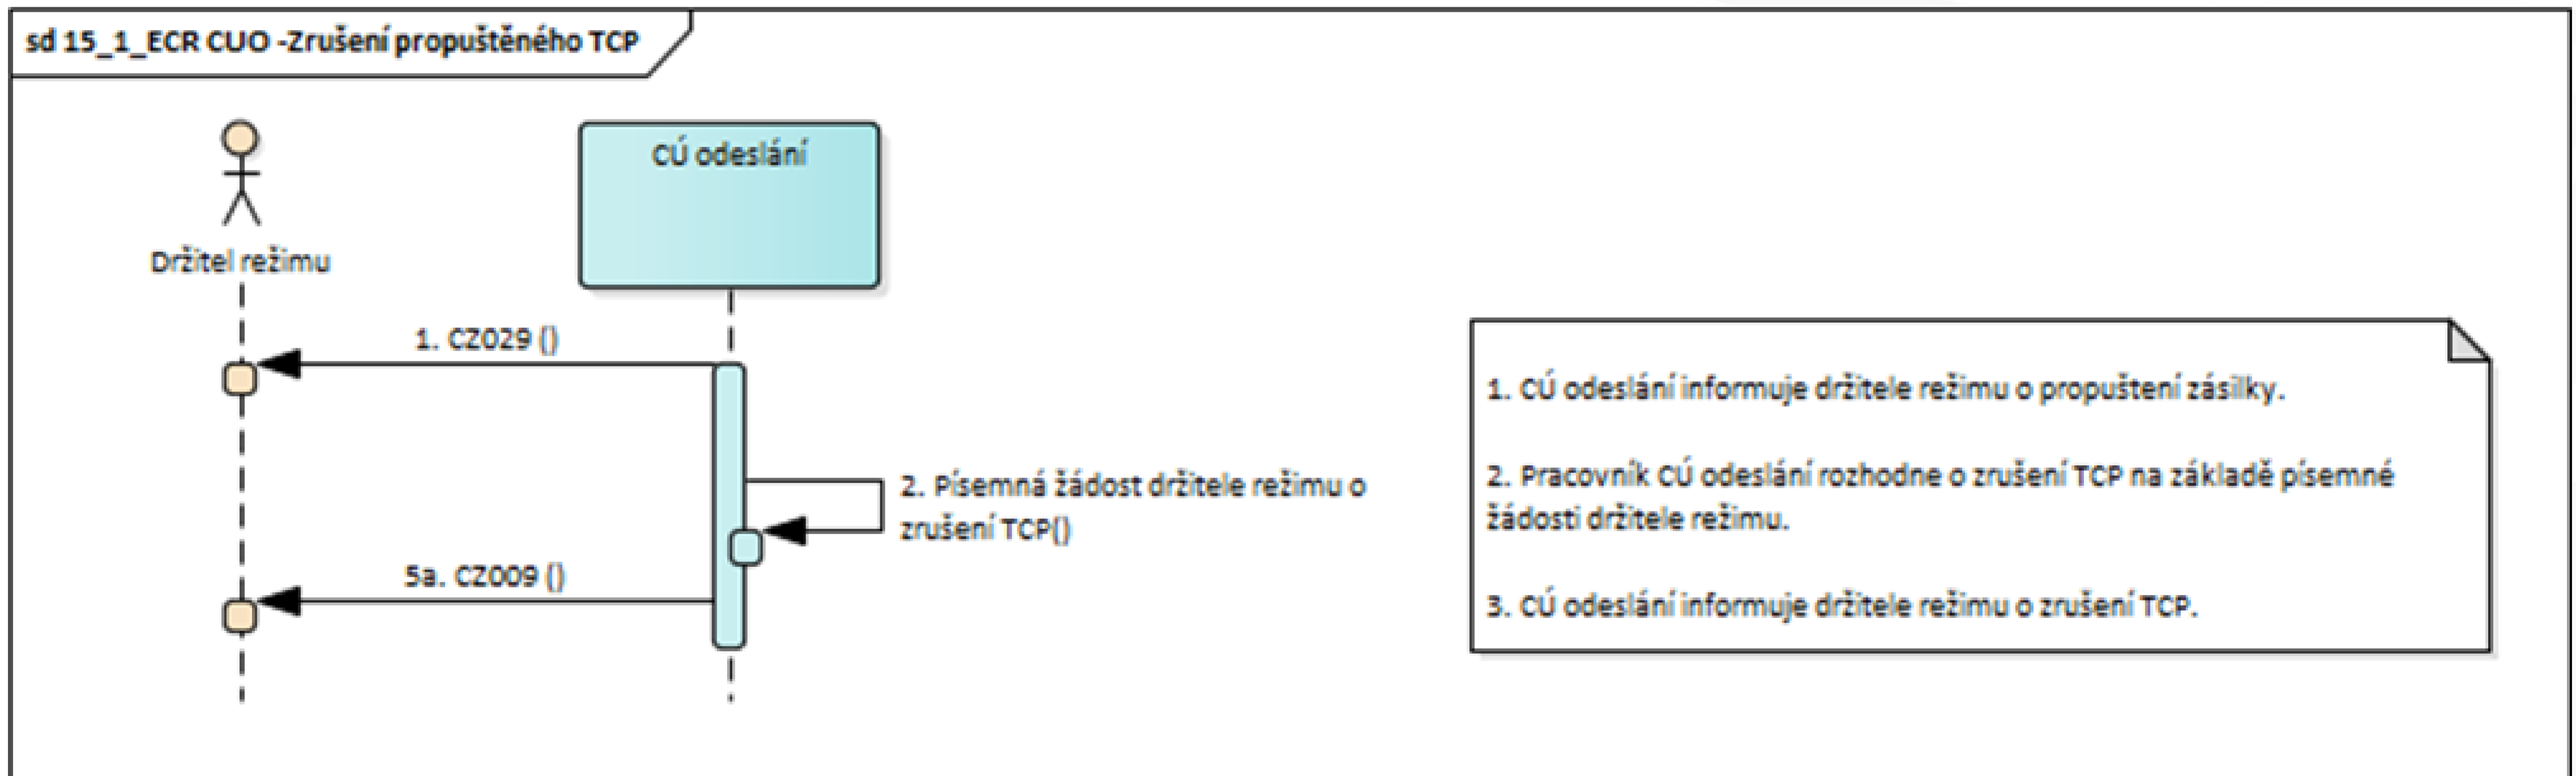 sd 15_1_ECR CUO -Zrušení propuštěného TCP
CÚ odeslání
Držitel režimu
1. CZ029 ()
2. Písemná žádost držitele režimu o
zrušení TCP()
5a. CZ009 ()
1. CÚ odeslání informuje držitele režimu o propuštení zásilky.
2. Pracovník CÚ odeslání rozhodne o zrušení TCP na základě písemné
žádosti držitele režimu.
3. CÚ odeslání informuje držitele režimu o zrušení TCP.